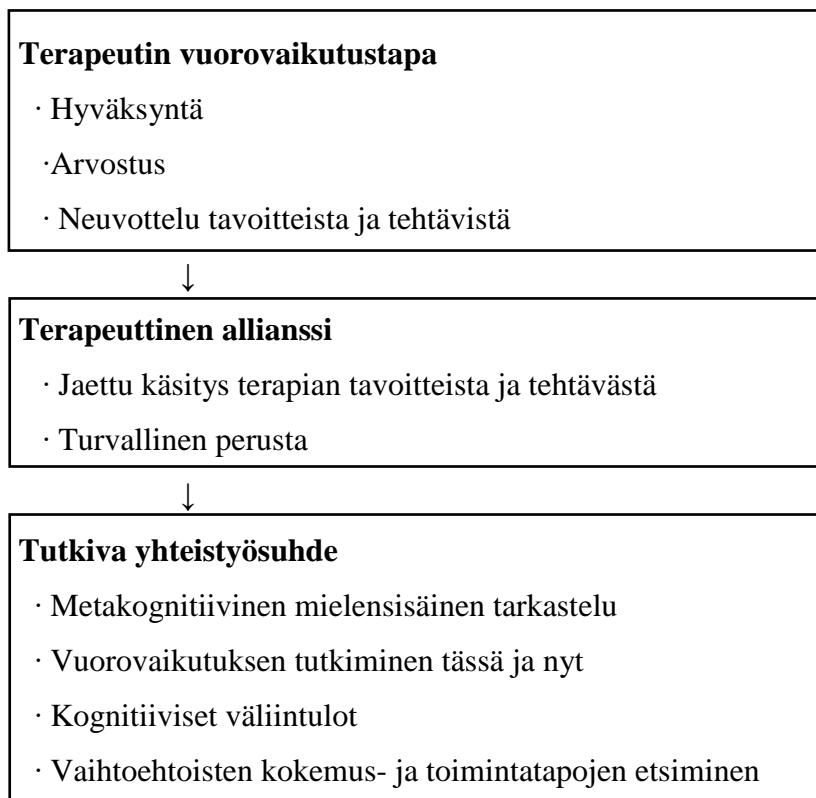 Terapeutin vuorovaikutustapa
· Hyväksyntä
·Arvostus
· Neuvottelu tavoitteista ja tehtävistä
↓
Terapeuttinen allianssi
· Jaettu käsitys terapian tavoitteista ja tehtävästä
· Turvallinen perusta
↓
Tutkiva yhteistyösuhde
· Metakognitiivinen mielensisäinen tarkastelu
· Vuorovaikutuksen tutkiminen tässä ja nyt
· Kognitiiviset väliintulot
· Vaihtoehtoisten kokemus- ja toimintatapojen etsiminen